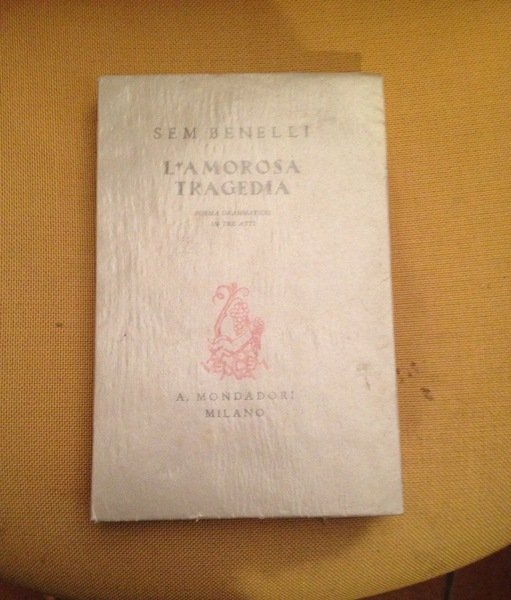 SEM BENELLI
L'AMOROSA
TRAGEDIA
POEMA DRAMMATICO
IN TRE ATTI
A. MONDADORI
MILANO